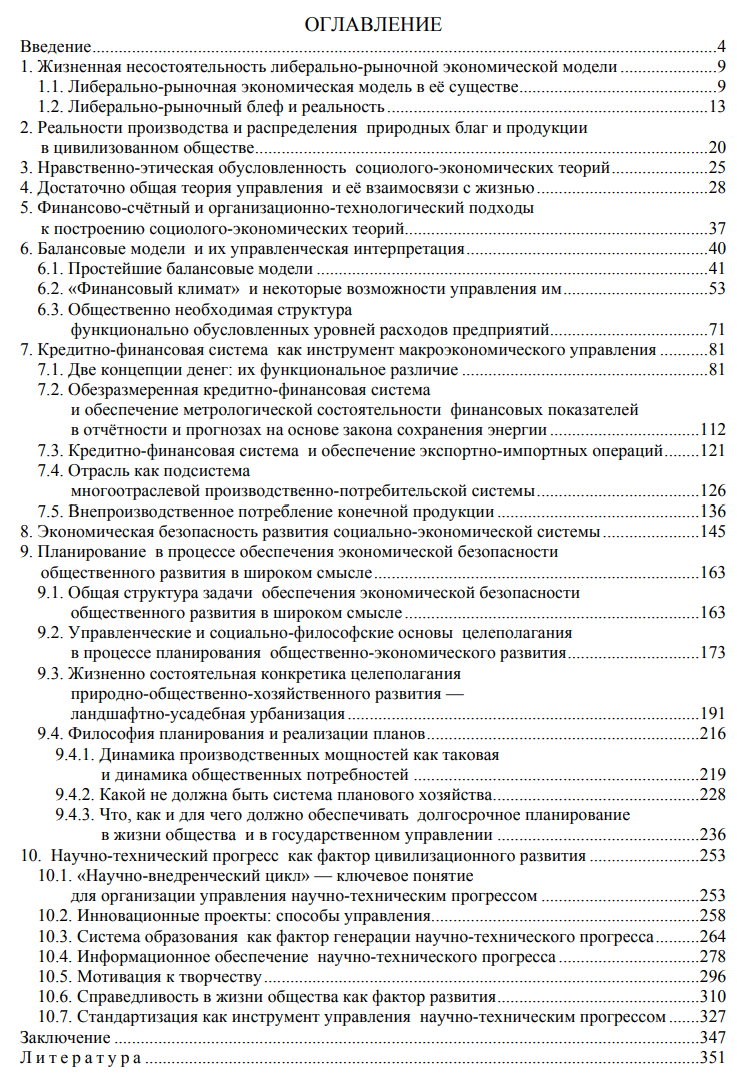 ОГЛАВЛЕНИЕ
Введение....................4
1. Жизненная несостоятельность либерально-рыночной экономической модели ....................9
1.1. Либерально-рыночная экономическая модель в её существе....................9
1.2. Либерально-рыночный блеф и реальность....................13
2. Реальности производства и распределения природных благ и продукции
в цивилизованном обществе....................20
3. Нравственно-этическая обусловленность социолого-экономических теорий....................25
4. Достаточно общая теория управления и её взаимосвязи с жизнью....................28
5. Финансово-счётный и организационно-технологический подходы
к построению социолого-экономических теорий....................37
6. Балансовые модели и их управленческая интерпретация....................40
6.1. Простейшие балансовые модели ....................41
6.2. «Финансовый климат» и некоторые возможности управления им....................53
6.3. Общественно необходимая структура
функционально обусловленных уровней расходов предприятий....................71
7. Кредитно-финансовая система как инструмент макроэкономического управления ..........81
7.1. Две концепции денег: их функциональное различие ....................81
7.2. Обезразмеренная кредитно-финансовая система
и обеспечение метрологической состоятельности финансовых показателей
в отчётности и прогнозах на основе закона сохранения энергии ....................112
7.3. Кредитно-финансовая система и обеспечение экспортно-импортных операций........121
7.4. Отрасль как подсистема
многоотраслевой производственно-потребительской системы....................126
7.5. Внепроизводственное потребление конечной продукции ....................136
8. Экономическая безопасность развития социально-экономической системы....................145
9. Планирование в процессе обеспечения экономической безопасности
общественного развития в широком смысле....................163
9.1. Общая структура задачи обеспечения экономической безопасности
общественного развития в широком смысле ....................163
9.2. Управленческие и социально-философские основы целеполагания
в процессе планирования общественно-экономического развития....................173
9.3. Жизненно состоятельная конкретика целеполагания
природно-общественно-хозяйственного развития —
ландшафтно-усадебная урбанизация ....................191
9.4. Философия планирования и реализации планов....................216
9.4.1. Динамика производственных мощностей как таковая
и динамика общественных потребностей ....................219
9.4.2. Какой не должна быть система планового хозяйства....................228
9.4.3. Что, как и для чего должно обеспечивать долгосрочное планирование
в жизни общества и в государственном управлении ....................236
10. Научно-технический прогресс как фактор цивилизационного развития ....................253
10.1. «Научно-внедренческий цикл» — ключевое понятие
для организации управления научно-техническим прогрессом ....................253
10.2. Инновационные проекты: способы управления....................258
10.3. Система образования как фактор генерации научно-технического прогресса..........264
10.4. Информационное обеспечение научно-технического прогресса ....................278
10.5. Мотивация к творчеству....................296
10.6. Справедливость в жизни общества как фактор развития....................310
10.7. Стандартизация как инструмент управления научно-техническим прогрессом .......327
Заключение ....................347
Литература....................351